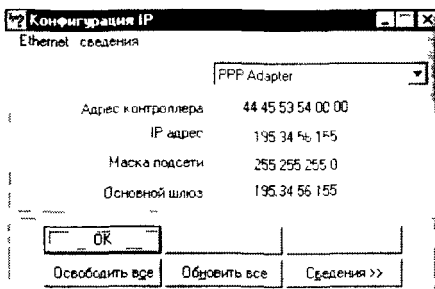 Конфигурация IP
Ethernet сведения
PPP Adapter
Адрес контроллера 44 45 53 54 00 00
IP адрес 195 34 56 155
Маска подсети 255 255 255 0
Основной шлюз 195.34 56 155
OK
Освободить все Обновить все Сведения >>